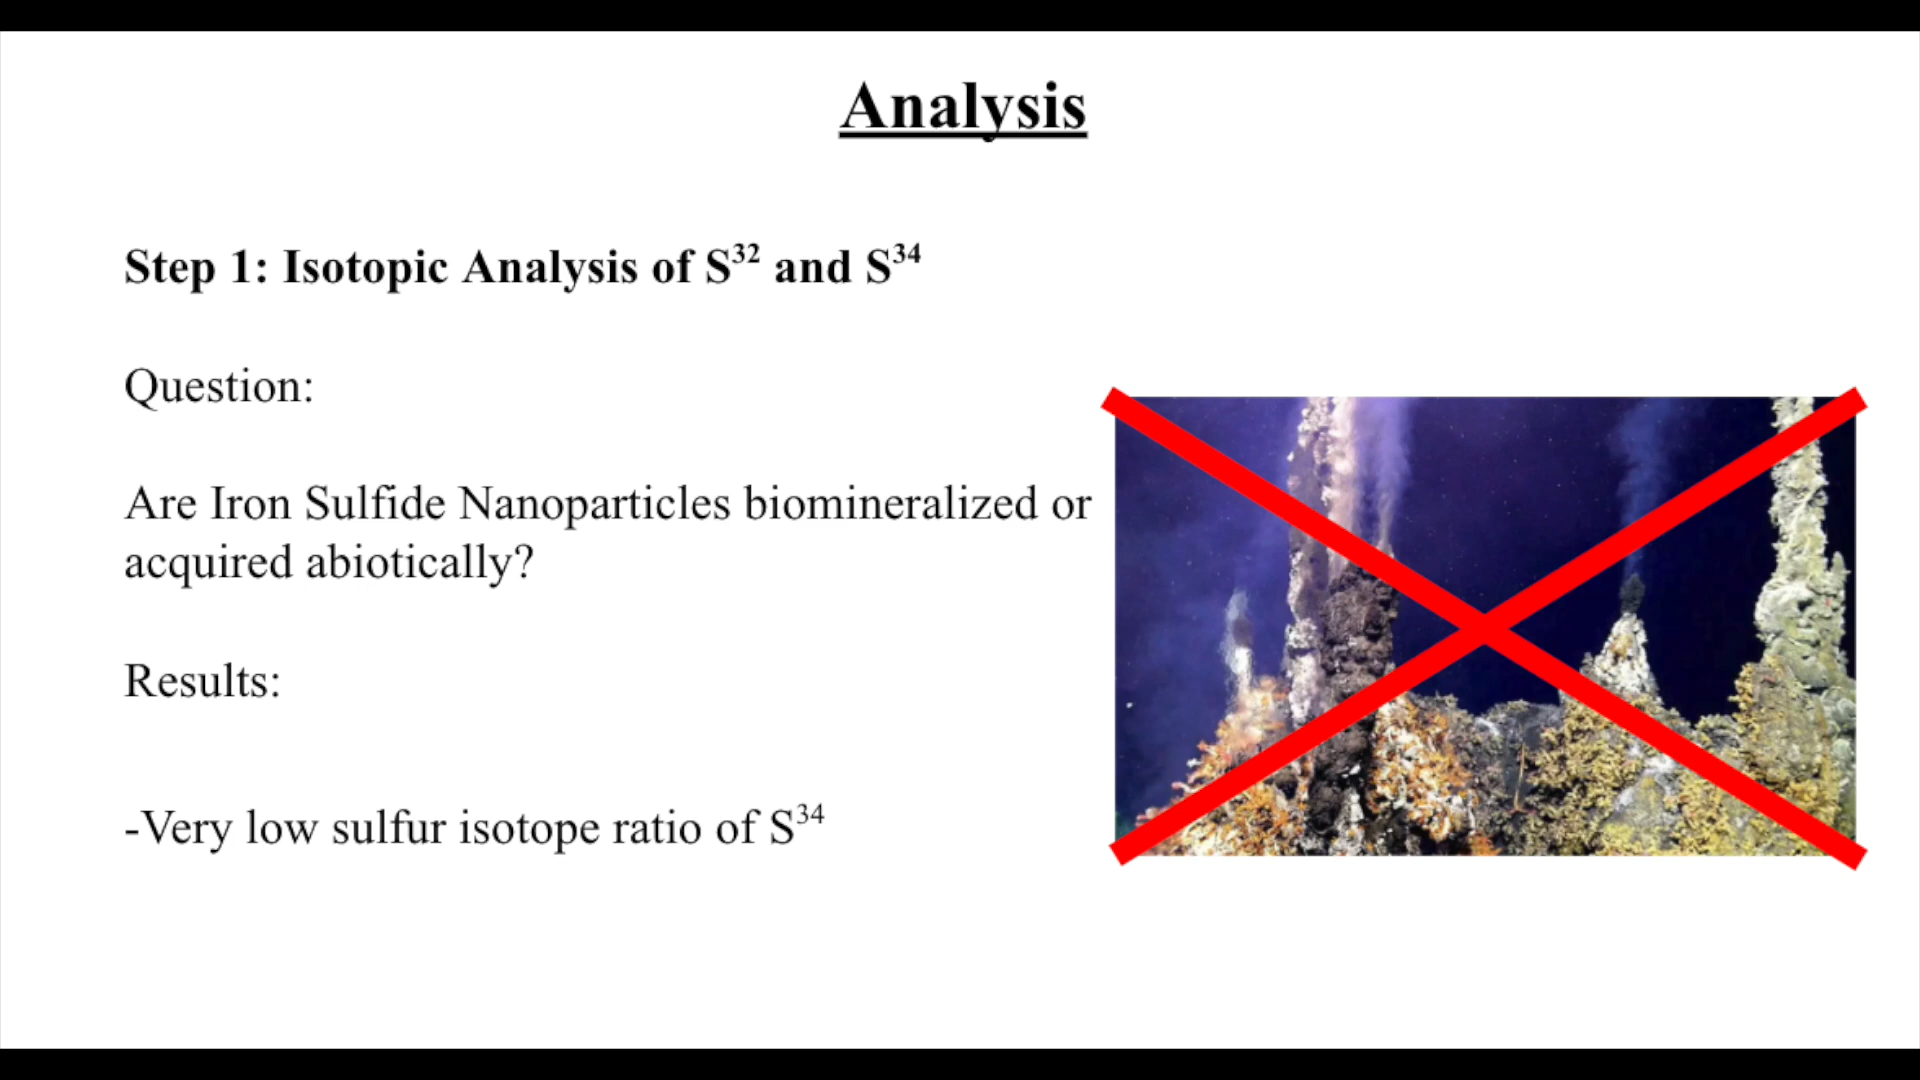 Analysis
Step 1: Isotopic Analysis of S³² and S³⁴
Question:
Are Iron Sulfide Nanoparticles biomineralized or
acquired abiotically?
Results:
-Very low sulfur isotope ratio of S³⁴